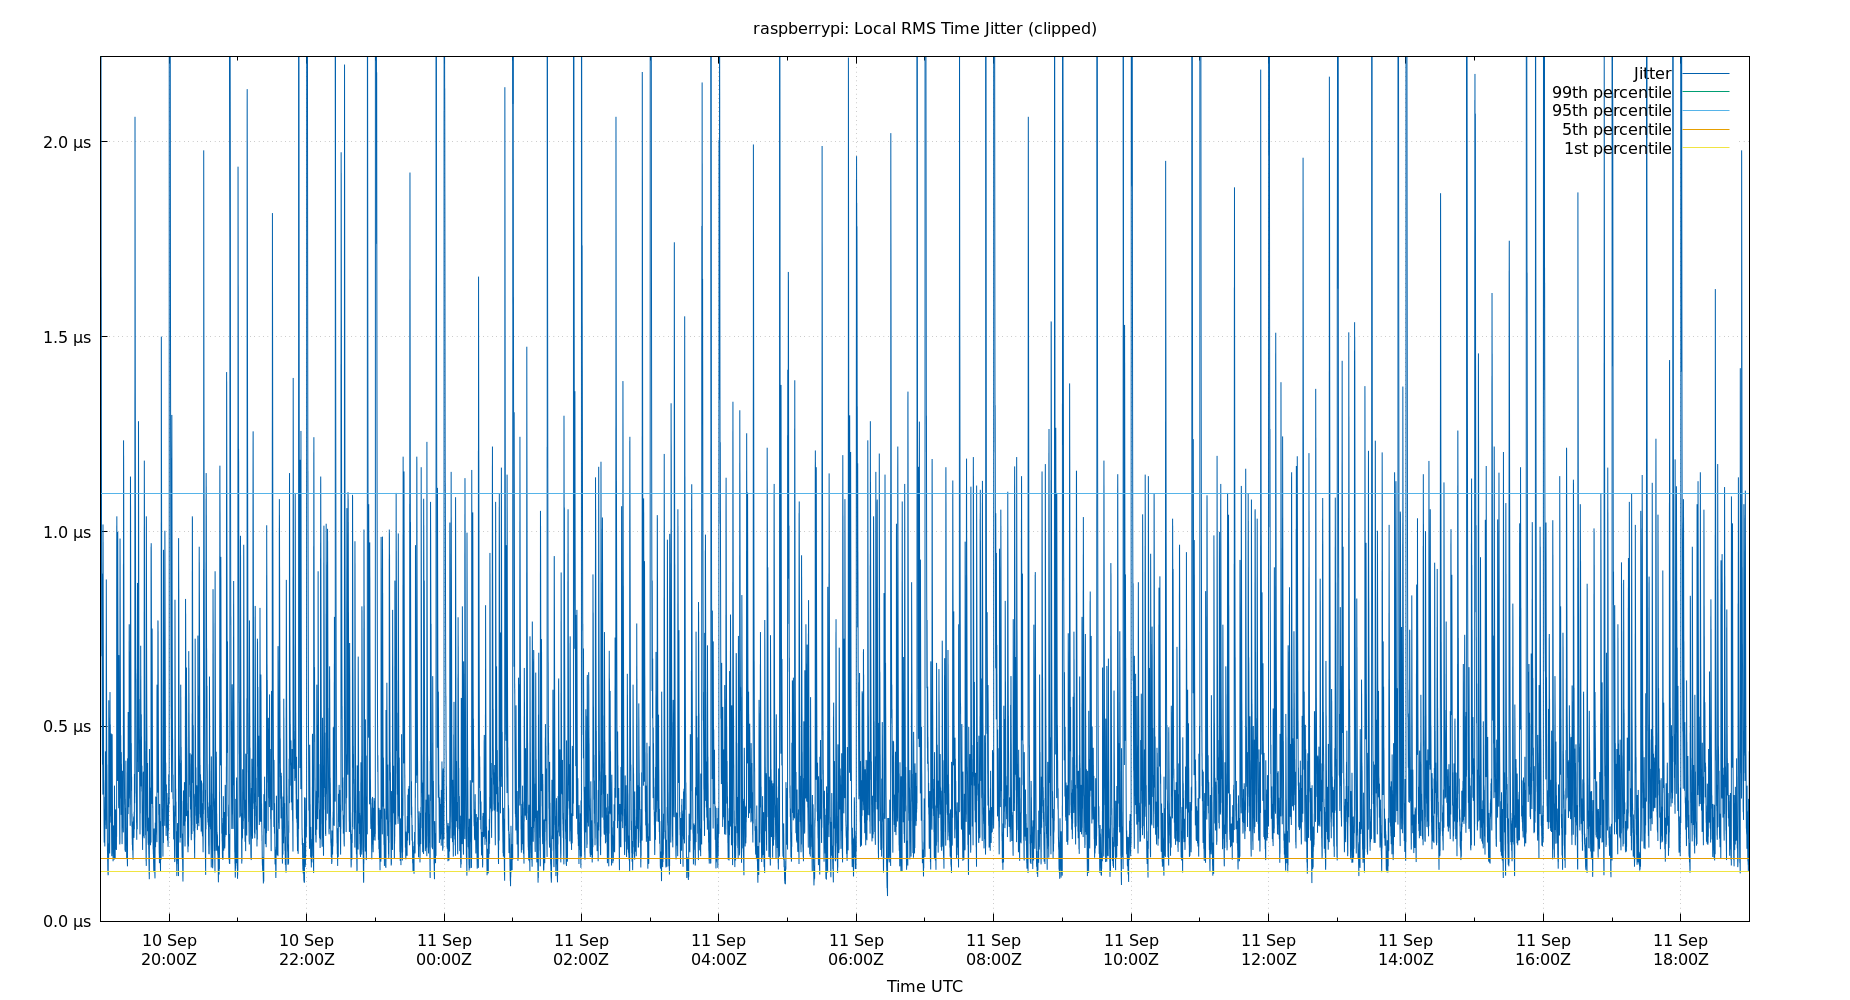 raspberrypi: Local RMS Time Jitter (clipped)
Jitter
99th percentile
95th percentile
5th percentile
1st percentile
2.0 µs
1.5 µs
1.0 µs
0.5 µs
0.0 µs
10 Sep 10 Sep 11 Sep 11 Sep 11 Sep 11 Sep 11 Sep 11 Sep 11 Sep 11 Sep 11 Sep 11 Sep
20:00Z 22:00Z 00:00Z 02:00Z 04:00Z 06:00Z 08:00Z 10:00Z 12:00Z 14:00Z 16:00Z 18:00Z
Time UTC